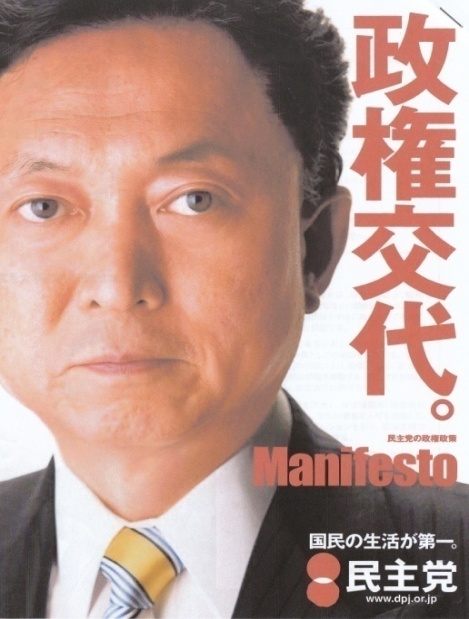 政権交代。
民主党の政権政策
Manifesto
国民の生活が第一。
民主党
www.dpj.or.jp